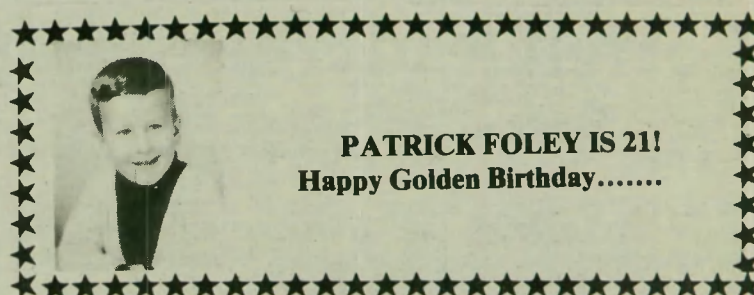 PATRICK FOLEY IS 21!
Happy Golden Birthday.......